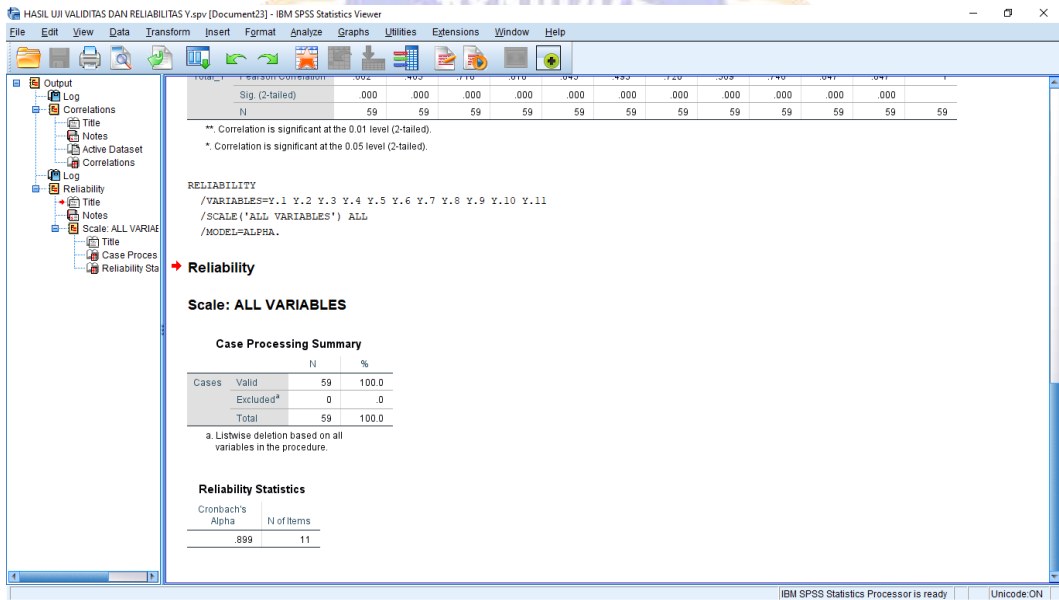 HASIL UJI VALIDITAS DAN RELIABILITAS Y.spv [Document23] - IBM SPSS Statistics Viewer
File Edit View Data Transform Insert Format Analyze Graphs Utilities Extensions Window Help
Output
Log
Correlations
Title
Notes
Active Dataset
Correlations
Log
Reliability
Title
Notes
Scale: ALL VARIAE
Title
Case Proces
Reliability Sta
Sig. (2-tailed) .000 .000 .000 .000 .000 .000 .000 .000 .000 .000 .000
N 59 59 59 59 59 59 59 59 59 59 59 59
**. Correlation is significant at the 0.01 level (2-tailed).
*. Correlation is significant at the 0.05 level (2-tailed).
RELIABILITY
/VARIABLES=Y.1 Y.2 Y.3 Y.4 Y.5 Y.6 Y.7 Y.8 Y.9 Y.10 Y.11
/SCALE('ALL VARIABLES') ALL
/MODEL=ALPHA.
Reliability
Scale: ALL VARIABLES
Case Processing Summary
N %
Cases Valid 59 100.0
Excludedᵃ 0 .0
Total 59 100.0
a. Listwise deletion based on all
variables in the procedure.
Reliability Statistics
Cronbach's
Alpha N of Items
.899 11
IBM SPSS Statistics Processor is ready Unicode:ON